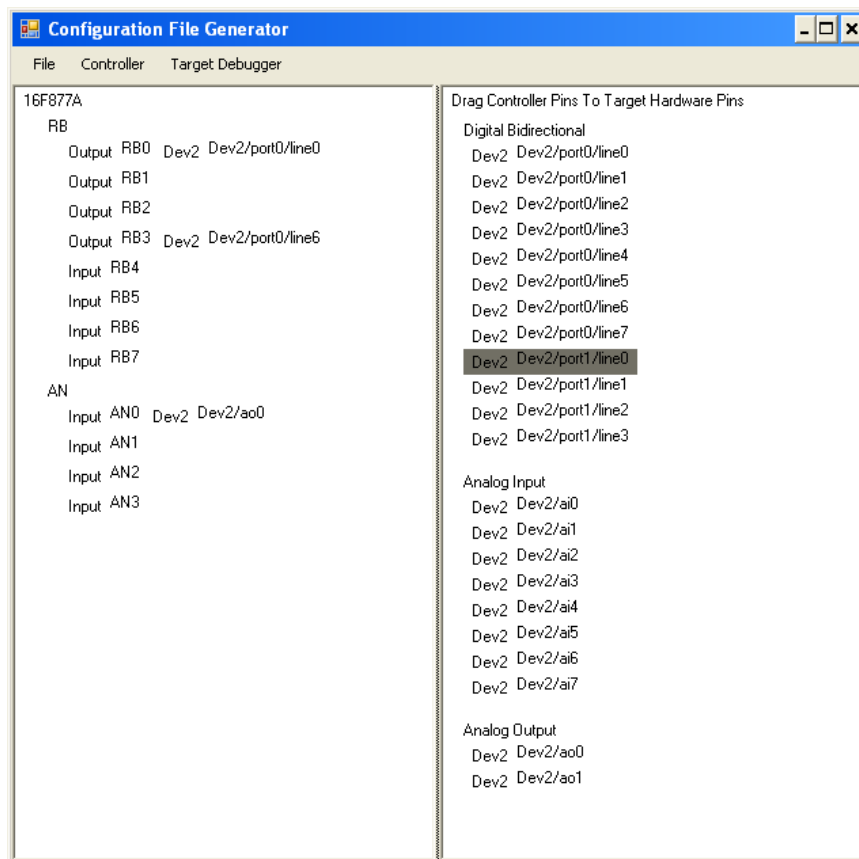 Configuration File Generator
File Controller Target Debugger
16F877A
RB
Output RB0 Dev2 Dev2/port0/line0
Output RB1
Output RB2
Output RB3 Dev2 Dev2/port0/line6
Input RB4
Input RB5
Input RB6
Input RB7
AN
Input AN0 Dev2 Dev2/ao0
Input AN1
Input AN2
Input AN3
Drag Controller Pins To Target Hardware Pins
Digital Bidirectional
Dev2 Dev2/port0/line0
Dev2 Dev2/port0/line1
Dev2 Dev2/port0/line2
Dev2 Dev2/port0/line3
Dev2 Dev2/port0/line4
Dev2 Dev2/port0/line5
Dev2 Dev2/port0/line6
Dev2 Dev2/port0/line7
Dev2 Dev2/port1/line0
Dev2 Dev2/port1/line1
Dev2 Dev2/port1/line2
Dev2 Dev2/port1/line3
Analog Input
Dev2 Dev2/ai0
Dev2 Dev2/ai1
Dev2 Dev2/ai2
Dev2 Dev2/ai3
Dev2 Dev2/ai4
Dev2 Dev2/ai5
Dev2 Dev2/ai6
Dev2 Dev2/ai7
Analog Output
Dev2 Dev2/ao0
Dev2 Dev2/ao1